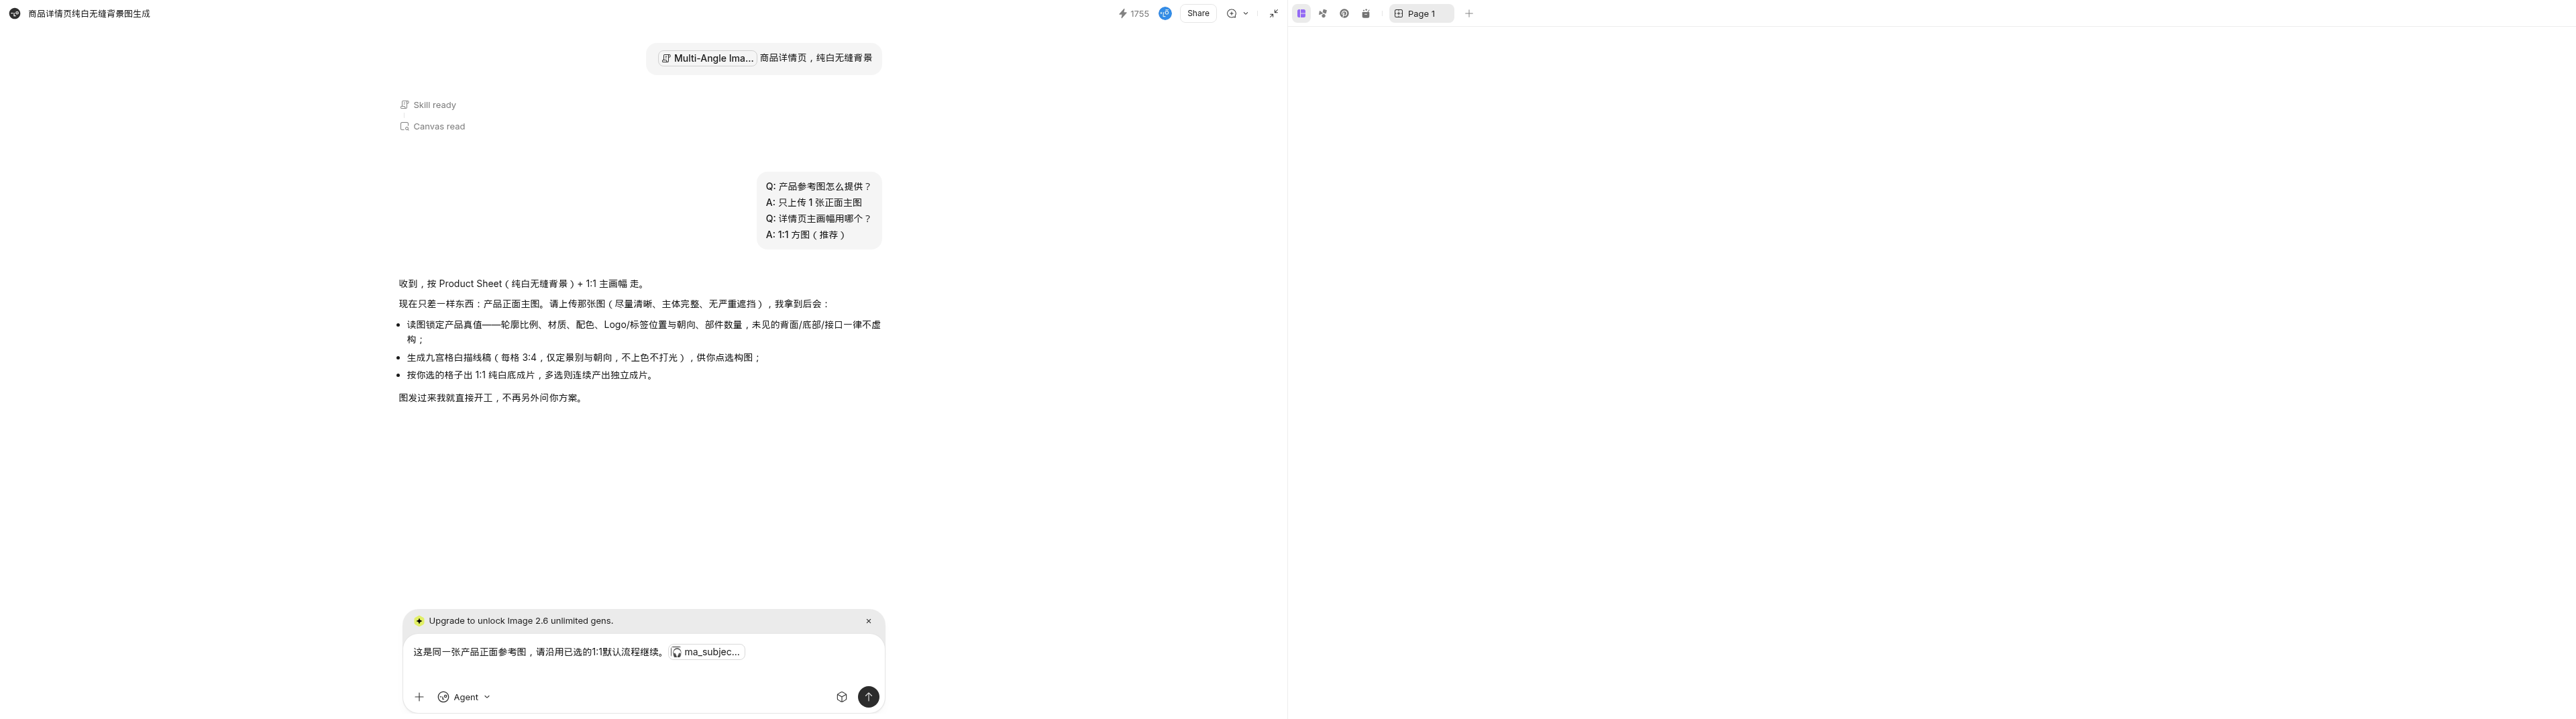 商品详情页纯白无缝背景图生成
1755
Share
Page 1
Multi-Angle Ima... 商品详情页，纯白无缝背景
Skill ready
Canvas read
Q: 产品参考图怎么提供？
A: 只上传 1 张正面主图
Q: 详情页主画幅用哪个？
A: 1:1 方图（推荐）
收到，按 Product Sheet（纯白无缝背景）+ 1:1 主画幅 走。
现在只差一样东西：产品正面主图。请上传那张图（尽量清晰、主体完整、无严重遮挡），我拿到后会：
• 读图锁定产品真值——轮廓比例、材质、配色、Logo/标签位置与朝向、部件数量，未见的背面/底部/接口一律不虚
构；
• 生成九宫格白描线稿（每格 3:4，仅定景别与朝向，不上色不打光），供你点选构图；
• 按你选的格子出 1:1 纯白底成片，多选则连续产出独立成片。
图发过来我就直接开工，不再另外问你方案。
Upgrade to unlock Image 2.6 unlimited gens.
这是同一张产品正面参考图，请沿用已选的1:1默认流程继续。 ma_subjec...
Agent